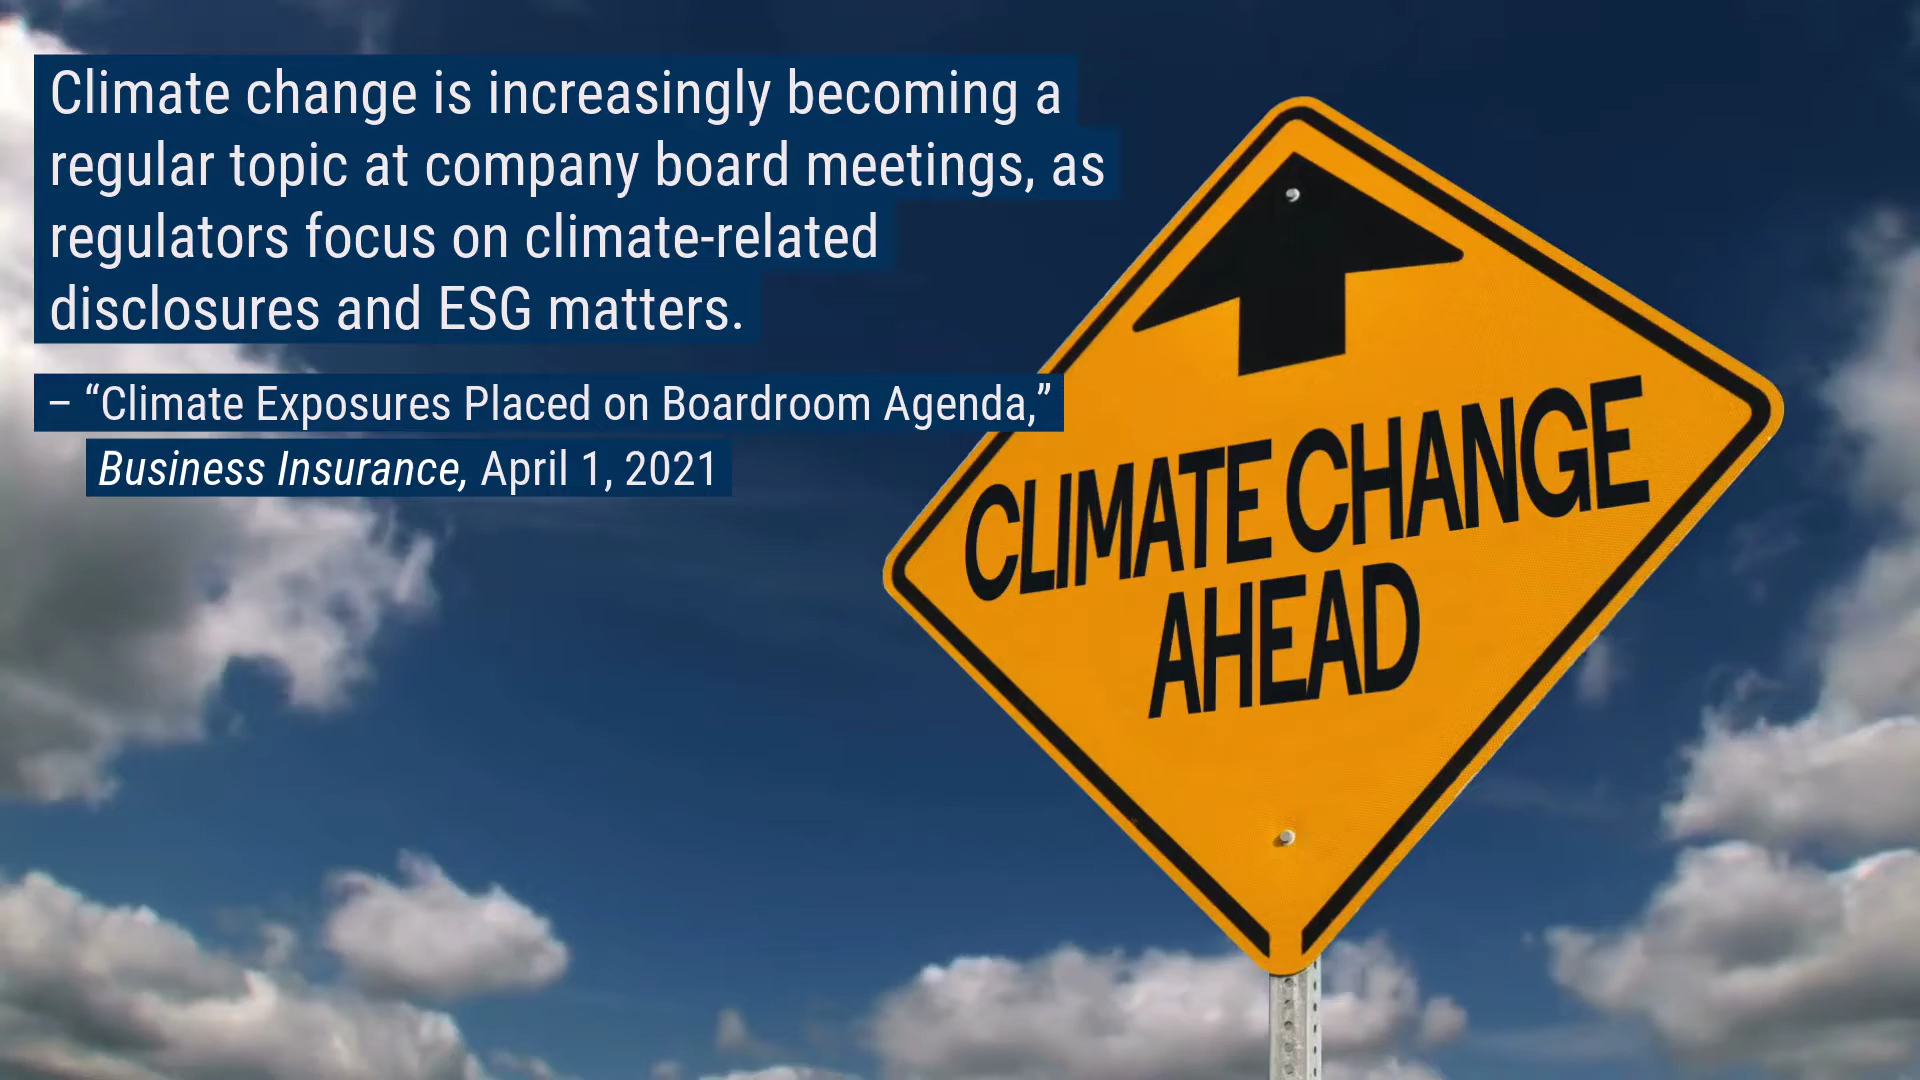 Climate change is increasingly becoming a
regular topic at company board meetings, as
regulators focus on climate-related
disclosures and ESG matters.
– “Climate Exposures Placed on Boardroom Agenda,”
Business Insurance, April 1, 2021
CLIMATE CHANGE
AHEAD